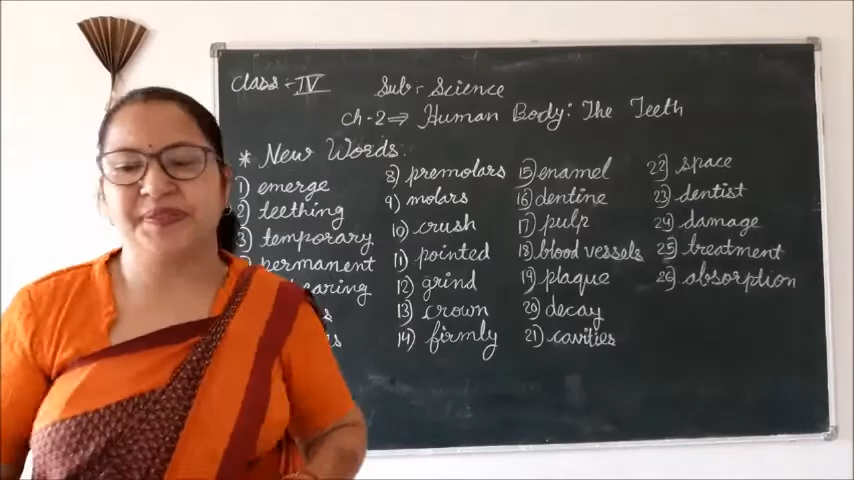 Class - IV Sub - Science
Ch-2 ⇒ Human Body: The Teeth
* New Words:
1) emerge
2) teething
3) temporary
permanent
8) premolars
9) molars
10) crush
11) pointed
12) grind
13) crown
14) firmly
15) enamel
16) dentine
17) pulp
18) blood vessels
19) plaque
20) decay
21) cavities
22) space
23) dentist
24) damage
25) treatment
26) absorption